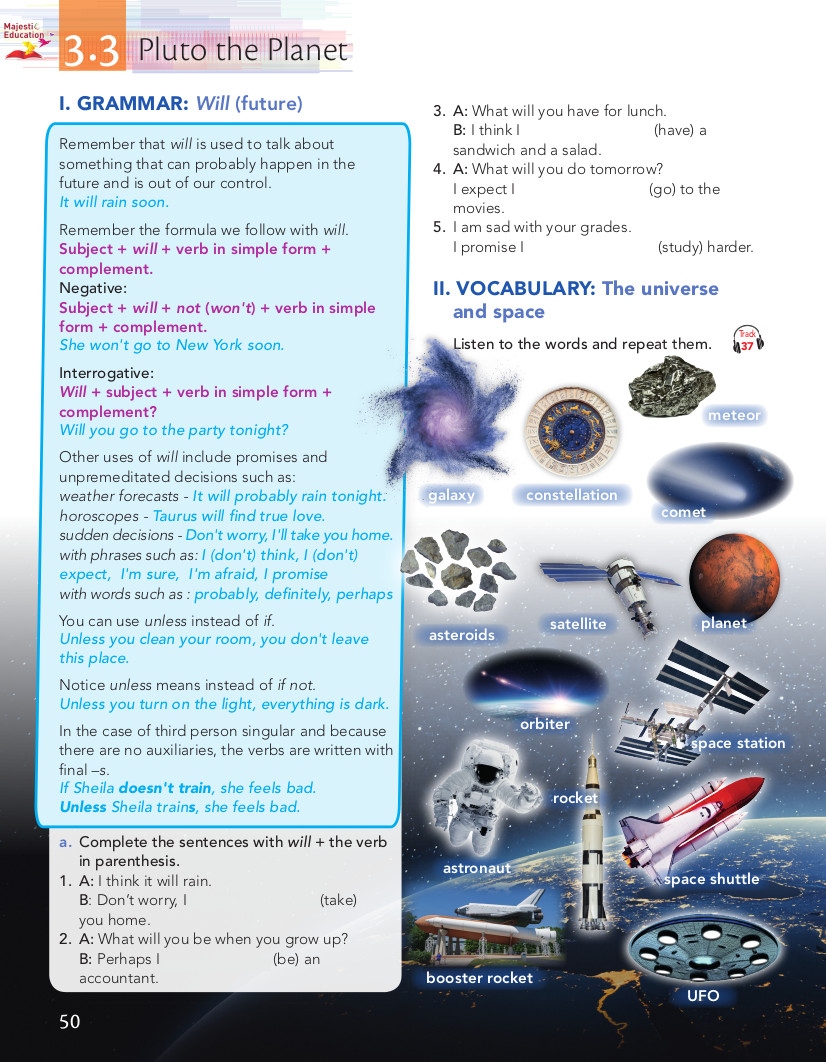 Majestic
Education
3.3 Pluto the Planet
I. GRAMMAR: Will (future)
Remember that will is used to talk about
something that can probably happen in the
future and is out of our control.
It will rain soon.
Remember the formula we follow with will.
Subject + will + verb in simple form +
complement.
Negative:
Subject + will + not (won't) + verb in simple
form + complement.
She won't go to New York soon.
Interrogative:
Will + subject + verb in simple form +
complement?
Will you go to the party tonight?
Other uses of will include promises and
unpremeditated decisions such as:
weather forecasts - It will probably rain tonight.
horoscopes - Taurus will find true love.
sudden decisions - Don't worry, I'll take you home.
with phrases such as: I (don't) think, I (don't)
expect, I'm sure, I'm afraid, I promise
with words such as : probably, definitely, perhaps
You can use unless instead of if.
Unless you clean your room, you don't leave
this place.
Notice unless means instead of if not.
Unless you turn on the light, everything is dark.
In the case of third person singular and because
there are no auxiliaries, the verbs are written with
final –s.
If Sheila doesn't train, she feels bad.
Unless Sheila trains, she feels bad.
a. Complete the sentences with will + the verb
in parenthesis.
1. A: I think it will rain.
B: Don't worry, I (take)
you home.
2. A: What will you be when you grow up?
B: Perhaps I (be) an
accountant.
3. A: What will you have for lunch.
B: I think I (have) a
sandwich and a salad.
4. A: What will you do tomorrow?
I expect I (go) to the
movies.
5. I am sad with your grades.
I promise I (study) harder.
II. VOCABULARY: The universe
and space
Listen to the words and repeat them.
Track
37
meteor
galaxy
constellation
comet
asteroids
satellite
planet
orbiter
space station
rocket
astronaut
space shuttle
booster rocket
UFO
50